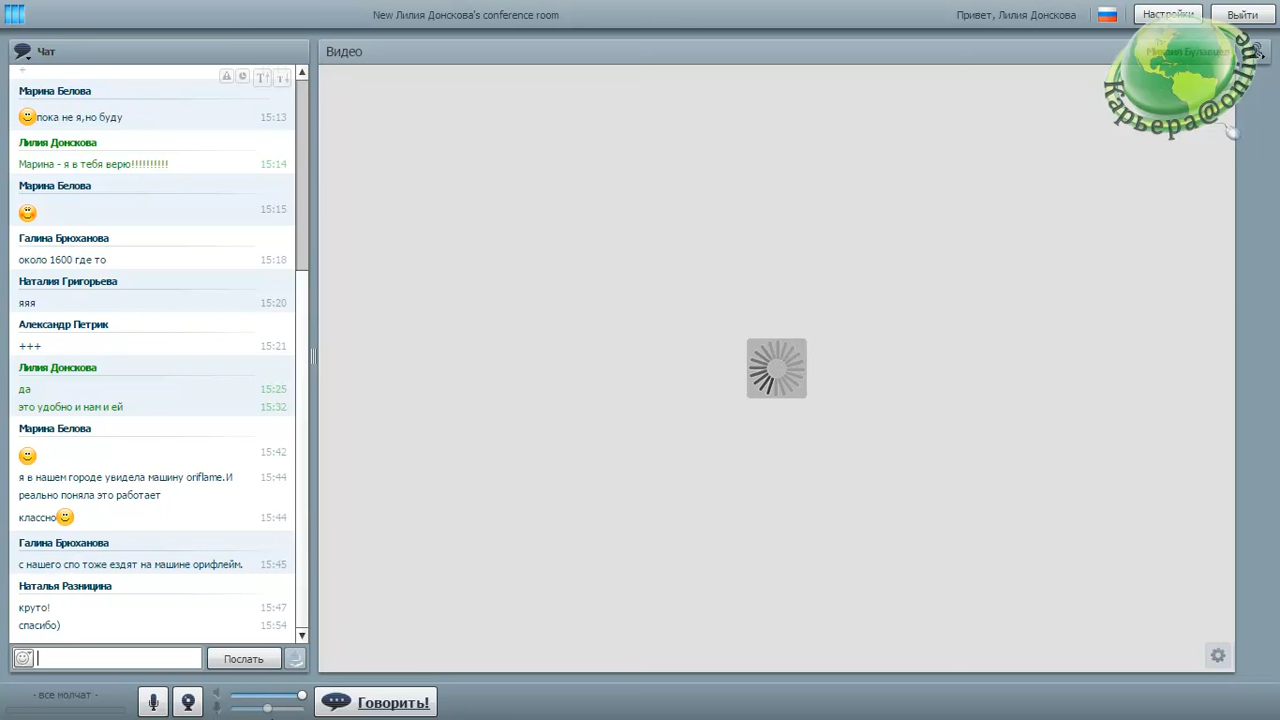 New Лилия Донскова's conference room
Привет, Лилия Донскова
Настройки
Выйти
Чат
Видео
Карьера@online
Марина Белова
пока не я,но буду 15:13
Лилия Донскова
Марина - я в тебя верю!!!!!!!!!! 15:14
Марина Белова
15:15
Галина Брюханова
около 1600 где то 15:18
Наталия Григорьева
яяя 15:20
Александр Петрик
+++ 15:21
Лилия Донскова
да 15:25
это удобно и нам и ей 15:32
Марина Белова
15:42
я в нашем городе увидела машину oriflame.И 15:44
реально поняла это работает
классно 15:44
Галина Брюханова
с нашего спо тоже ездят на машине орифлейм. 15:45
Наталья Разницина
круто! 15:47
спасибо) 15:54
Послать
- все молчат -
Говорить!